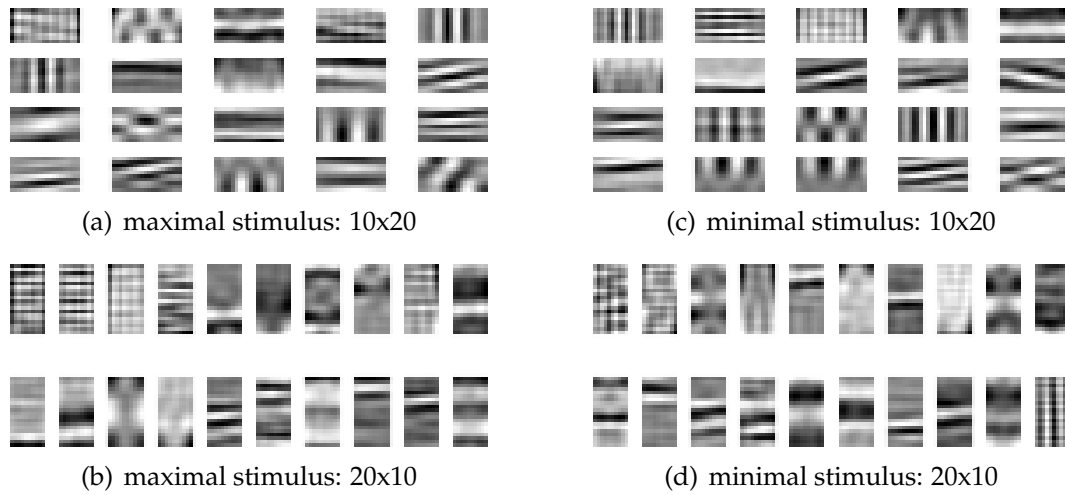 (a) maximal stimulus: 10x20
(c) minimal stimulus: 10x20
(b) maximal stimulus: 20x10
(d) minimal stimulus: 20x10